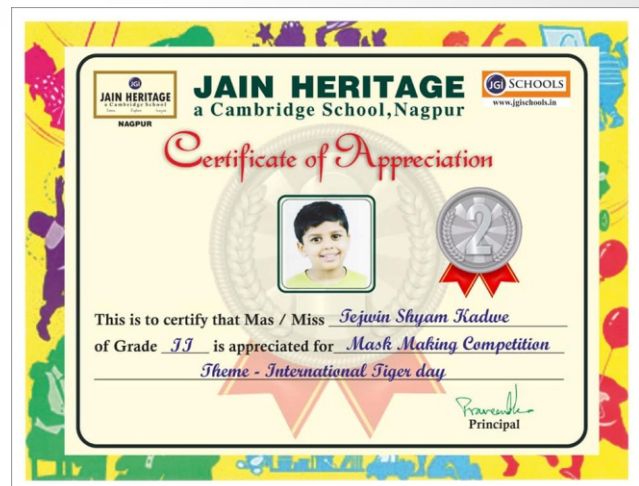 JGI
JAIN HERITAGE
a Cambridge School
NAGPUR
JAIN HERITAGE
a Cambridge School,Nagpur
JGI SCHOOLS
www.jgischools.in
Certificate of Appreciation
2
This is to certify that Mas / Miss Tejwin Shyam Kadwe
of Grade II is appreciated for Mask Making Competition
Theme - International Tiger day
Principal